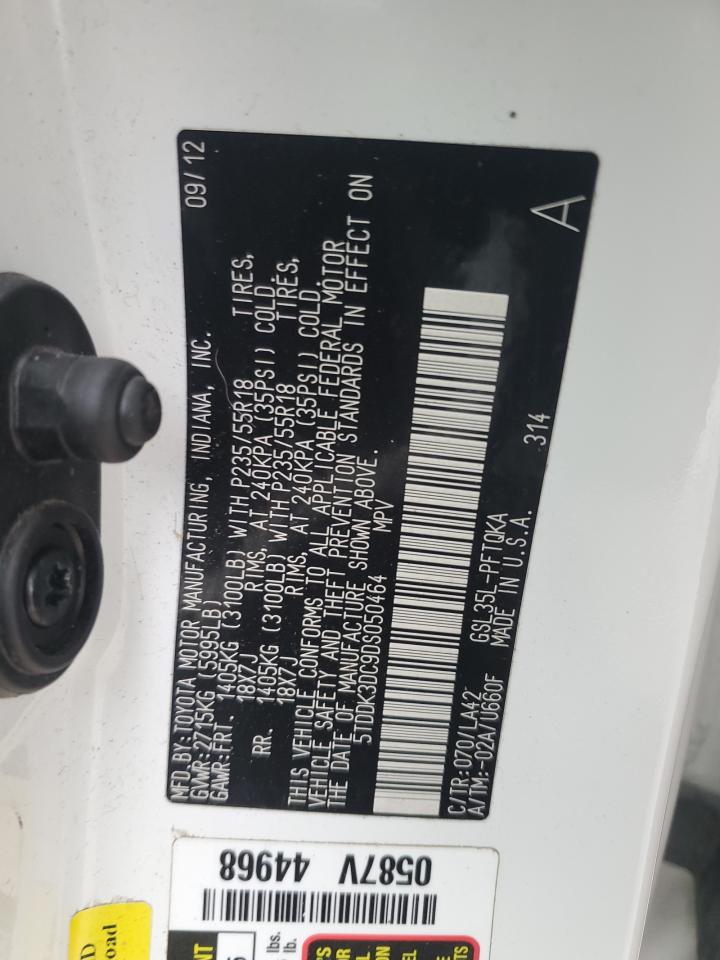 MFD.BY:TOYOTA MOTOR MANUFACTURING, INDIANA, INC. 09/12
GVWR:2715KG (5995LB)
GAWR:FRT. 1405KG (3100LB) WITH P235/55R18 TIRES,
18X7J RIMS, AT 240KPA (35PSI) COLD.
RR. 1405KG (3100LB) WITH P235/55R18 TIRES,
18X7J RIMS, AT 240KPA (35PSI) COLD.
THIS VEHICLE CONFORMS TO ALL APPLICABLE FEDERAL MOTOR
VEHICLE SAFETY AND THEFT PREVENTION STANDARDS IN EFFECT ON
THE DATE OF MANUFACTURE SHOWN ABOVE.
5TDDK3DC9DS050464 MPV
C/TR:070/LA42 GSL35L-PFTQKA
A/TM:-02A/U660F MADE IN U.S.A. 314
A
0587V 44968
lbs.
lb.
oad